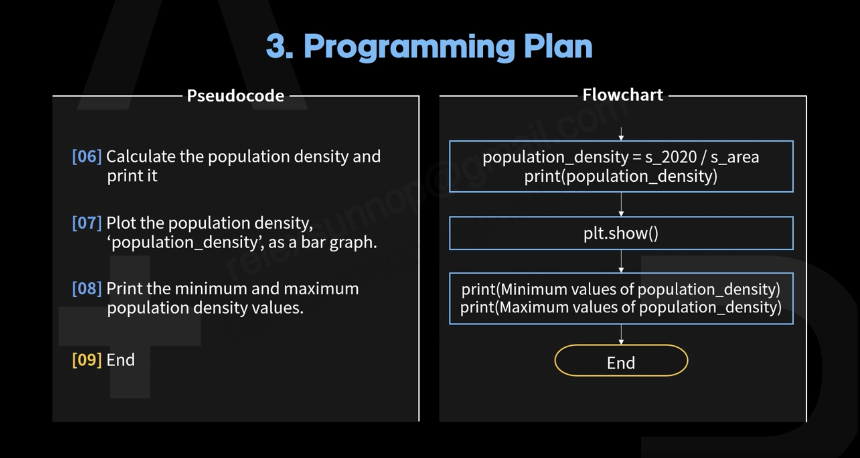 3. Programming Plan
Pseudocode
[06] Calculate the population density and
print it
[07] Plot the population density,
‘population_density’, as a bar graph.
[08] Print the minimum and maximum
population density values.
[09] End
Flowchart
population_density = s_2020 / s_area
print(population_density)
plt.show()
print(Minimum values of population_density)
print(Maximum values of population_density)
End